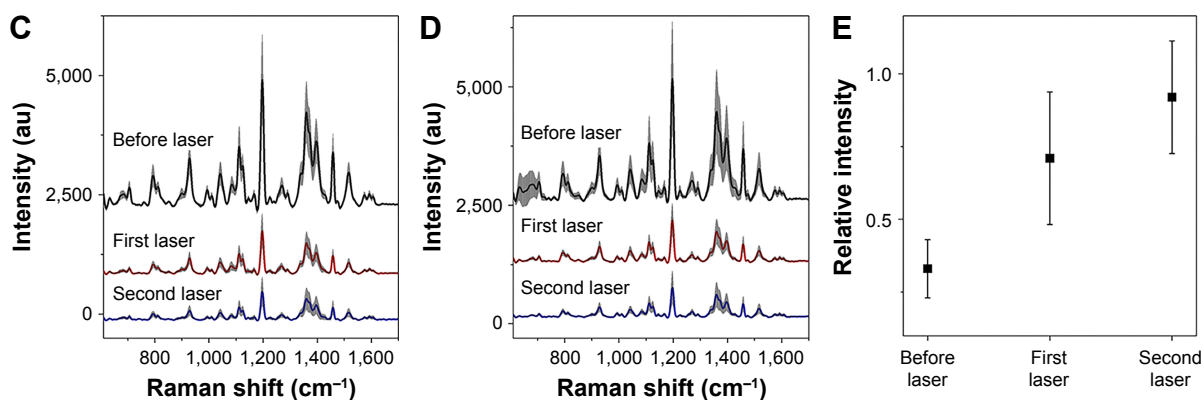 C
Intensity (au)
5,000
2,500
0
Before laser
First laser
Second laser
800
1,000
1,200
1,400
1,600
Raman shift (cm⁻¹)
D
Intensity (au)
5,000
2,500
0
Before laser
First laser
Second laser
800
1,000
1,200
1,400
1,600
Raman shift (cm⁻¹)
E
Relative intensity
1.0
0.5
Before
laser
First
laser
Second
laser